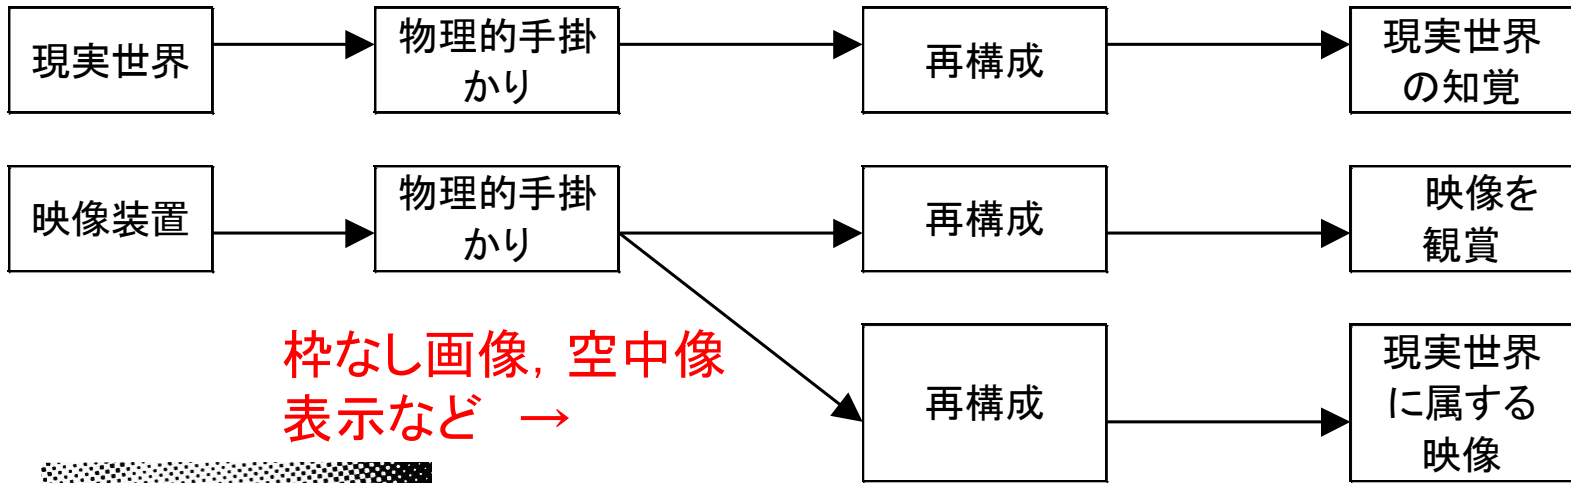 現実世界
物理的手掛
かり
再構成
現実世界
の知覚
映像装置
物理的手掛
かり
再構成
映像を
観賞
枠なし画像, 空中像
表示など →
再構成
現実世界
に属する
映像